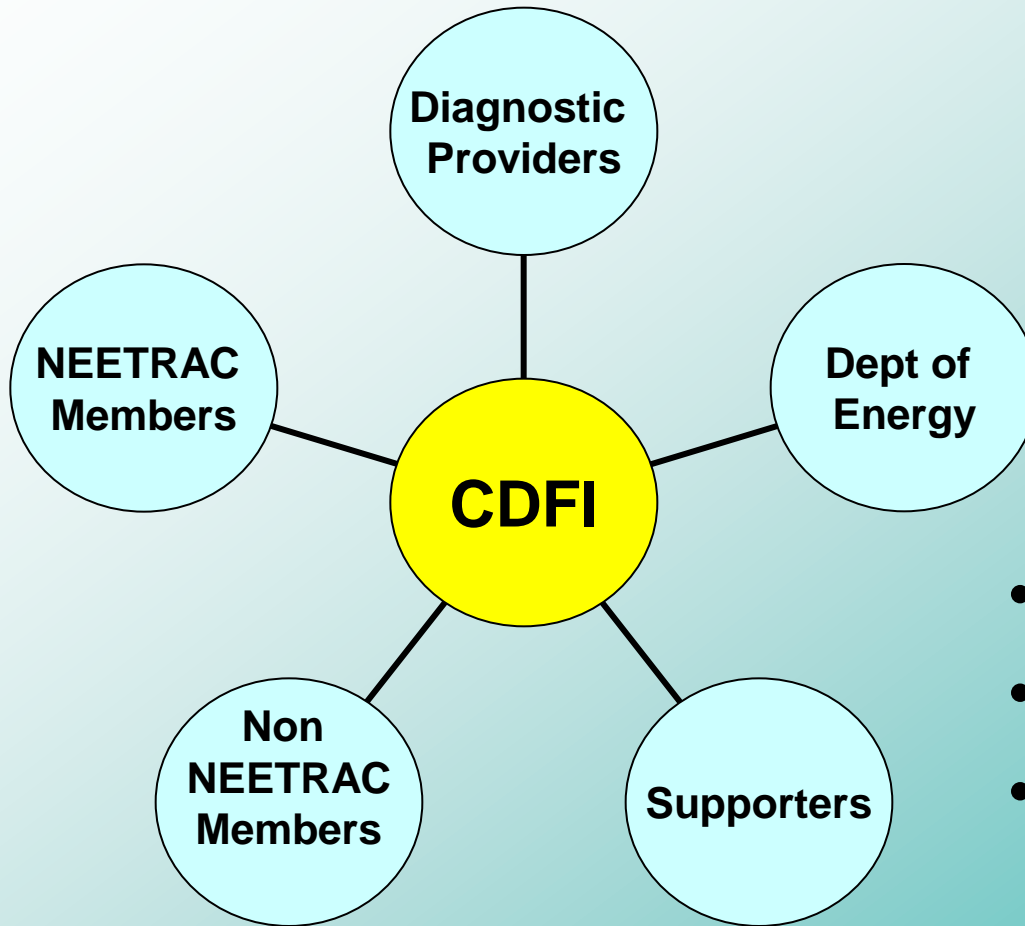 Diagnostic
Providers
NEETRAC
Members
Dept of
Energy
CDFI
Non
NEETRAC
Members
Supporters
•
•
•